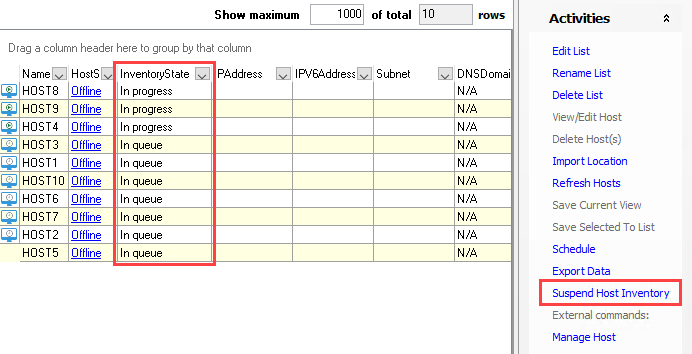 Show maximum 1000 of total 10 rows
Drag a column header here to group by that column
Name HostS InventoryState PAddress IPV6Address Subnet DNSDomai
HOST8 Offline In progress N/A
HOST9 Offline In progress N/A
HOST4 Offline In progress N/A
HOST3 Offline In queue N/A
HOST1 Offline In queue N/A
HOST10 Offline In queue N/A
HOST6 Offline In queue N/A
HOST7 Offline In queue N/A
HOST2 Offline In queue N/A
HOST5 Offline In queue N/A
Activities
Edit List
Rename List
Delete List
View/Edit Host
Delete Host(s)
Import Location
Refresh Hosts
Save Current View
Save Selected To List
Schedule
Export Data
Suspend Host Inventory
External commands:
Manage Host